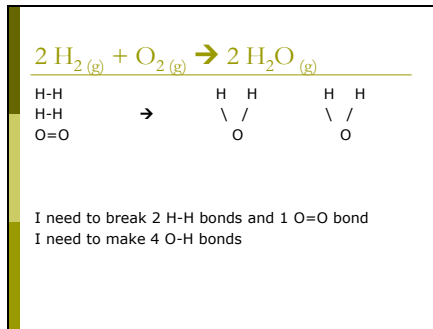 2 H2 (g) + O2 (g) ➔ 2 H2O (g)
H-H H H H H
H-H ➔ \ / \ /
O=O O O
I need to break 2 H-H bonds and 1 O=O bond
I need to make 4 O-H bonds